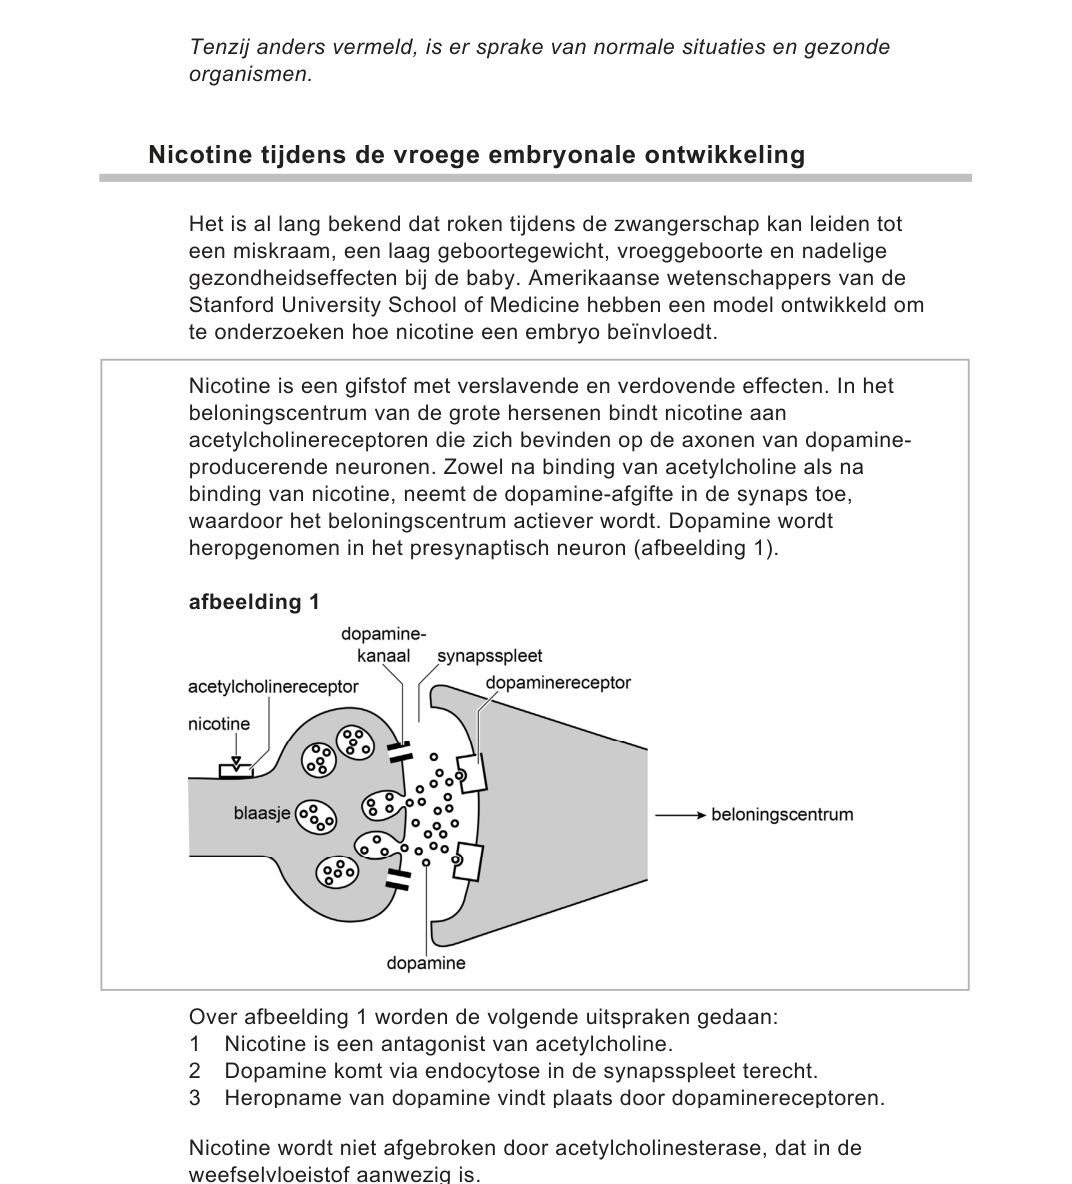 Tenzij anders vermeld, is er sprake van normale situaties en gezonde
organismen.
Nicotine tijdens de vroege embryonale ontwikkeling
Het is al lang bekend dat roken tijdens de zwangerschap kan leiden tot
een miskraam, een laag geboortegewicht, vroeggeboorte en nadelige
gezondheidseffecten bij de baby. Amerikaanse wetenschappers van de
Stanford University School of Medicine hebben een model ontwikkeld om
te onderzoeken hoe nicotine een embryo beïnvloedt.
Nicotine is een gifstof met verslavende en verdovende effecten. In het
beloningscentrum van de grote hersenen bindt nicotine aan
acetylcholinereceptoren die zich bevinden op de axonen van dopamine-
producerende neuronen. Zowel na binding van acetylcholine als na
binding van nicotine, neemt de dopamine-afgifte in de synaps toe,
waardoor het beloningscentrum actiever wordt. Dopamine wordt
heropgenomen in het presynaptisch neuron (afbeelding 1).
afbeelding 1
dopamine-
kanaal
synapsspleet
dopaminereceptor
acetylcholinereceptor
nicotine
blaasje
beloningscentrum
dopamine
Over afbeelding 1 worden de volgende uitspraken gedaan:
1 Nicotine is een antagonist van acetylcholine.
2 Dopamine komt via endocytose in de synapsspleet terecht.
3 Heropname van dopamine vindt plaats door dopaminereceptoren.
Nicotine wordt niet afgebroken door acetylcholinesterase, dat in de
weefselvloeistof aanwezig is.